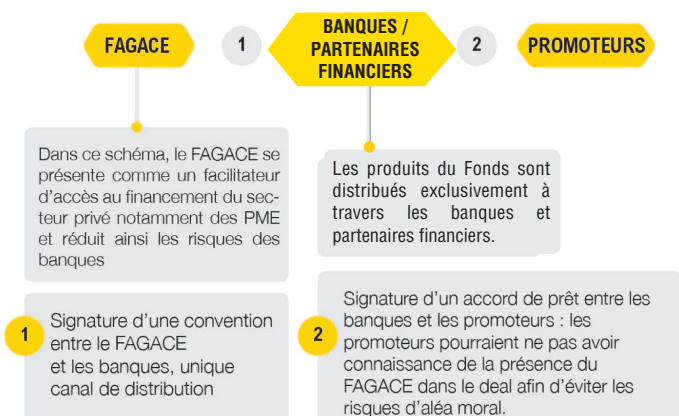 FAGACE
1
BANQUES /
PARTENAIRES
FINANCIERS
2
PROMOTEURS
Dans ce schéma, le FAGACE se
présente comme un facilitateur
d'accès au financement du sec-
teur privé notamment des PME
et réduit ainsi les risques des
banques
Les produits du Fonds sont
distribués exclusivement à
travers les banques et
partenaires financiers.
1
Signature d'une convention
entre le FAGACE
et les banques, unique
canal de distribution
2
Signature d'un accord de prêt entre les
banques et les promoteurs : les
promoteurs pourraient ne pas avoir
connaissance de la présence du
FAGACE dans le deal afin d'éviter les
risques d'aléa moral.